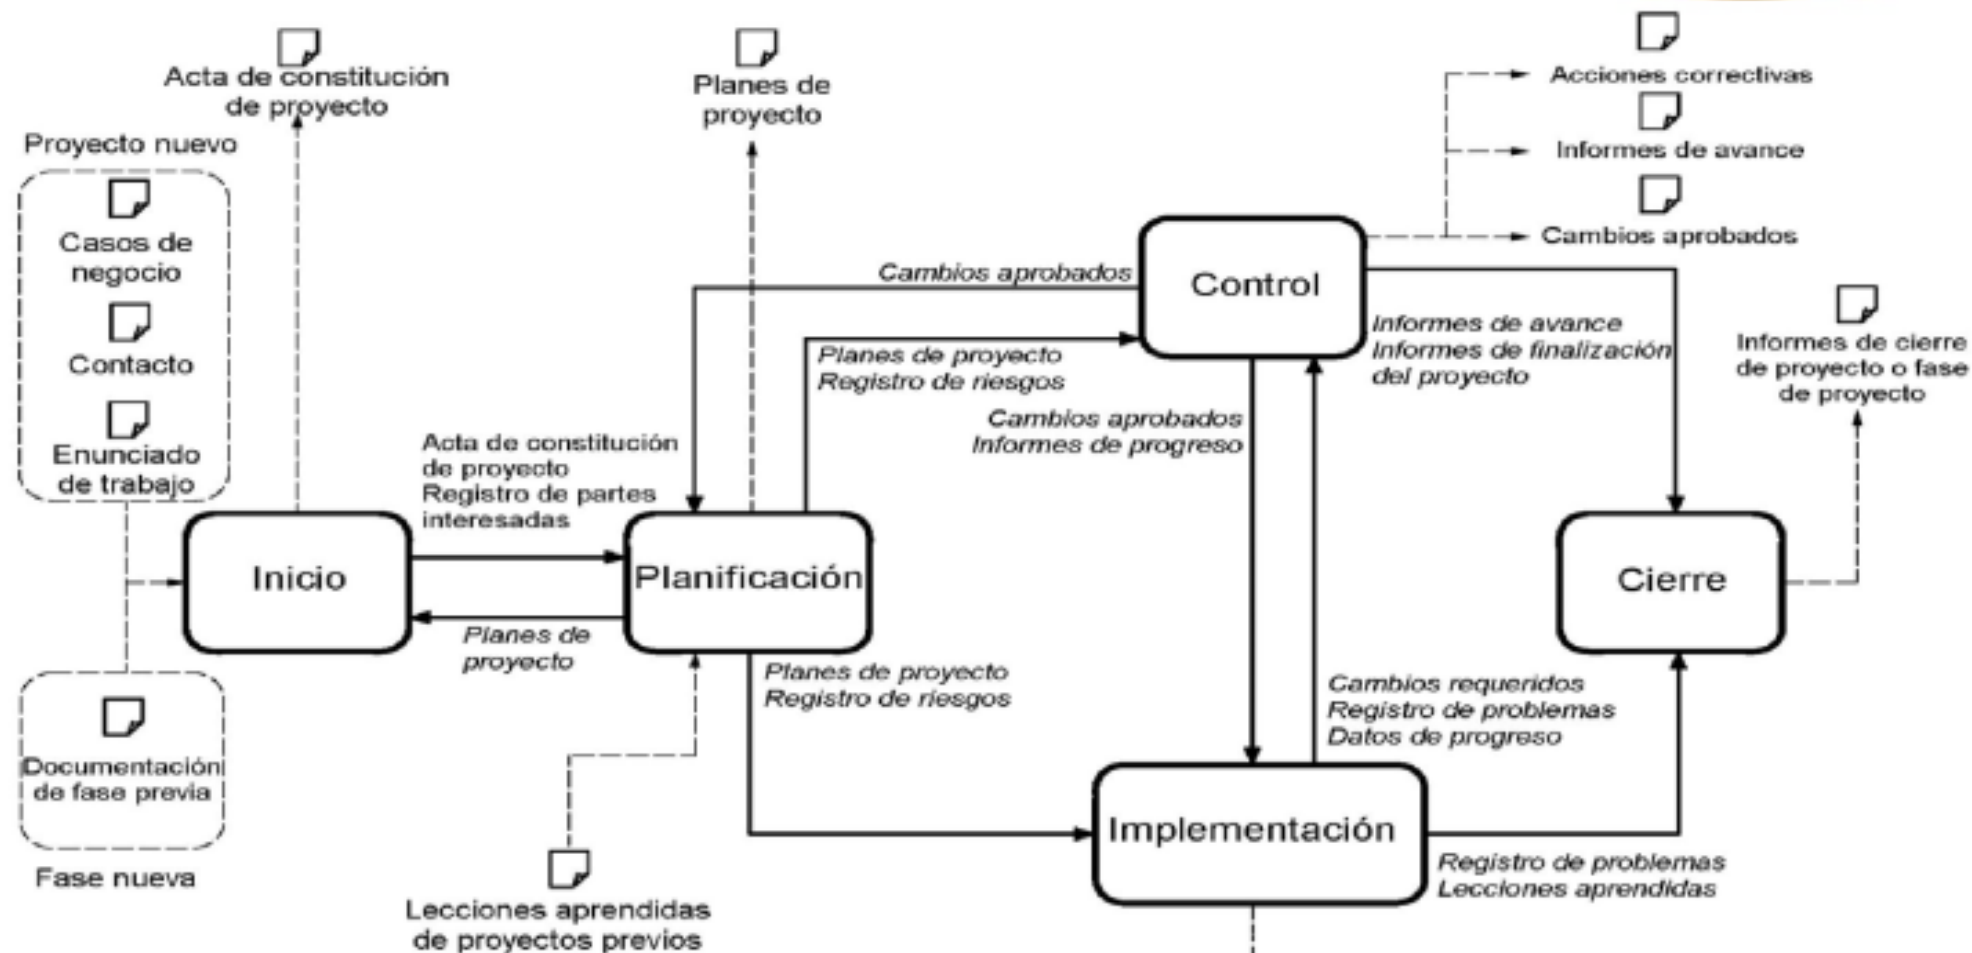 Acta de constitución
de proyecto
Planes de
proyecto
Acciones correctivas
Informes de avance
Cambios aprobados
Proyecto nuevo
Casos de
negocio
Contacto
Enunciado
de trabajo
Control
Cambios aprobados
Planes de proyecto
Registro de riesgos
Informes de avance
Informes de finalización
del proyecto
Informes de cierre
de proyecto o fase
de proyecto
Cambios aprobados
Informes de progreso
Acta de constitución
de proyecto
Registro de partes
interesadas
Inicio
Planificación
Cierre
Planes de
proyecto
Planes de proyecto
Registro de riesgos
Cambios requeridos
Registro de problemas
Datos de progreso
Documentación
de fase previa
Fase nueva
Implementación
Registro de problemas
Lecciones aprendidas
Lecciones aprendidas
de proyectos previos